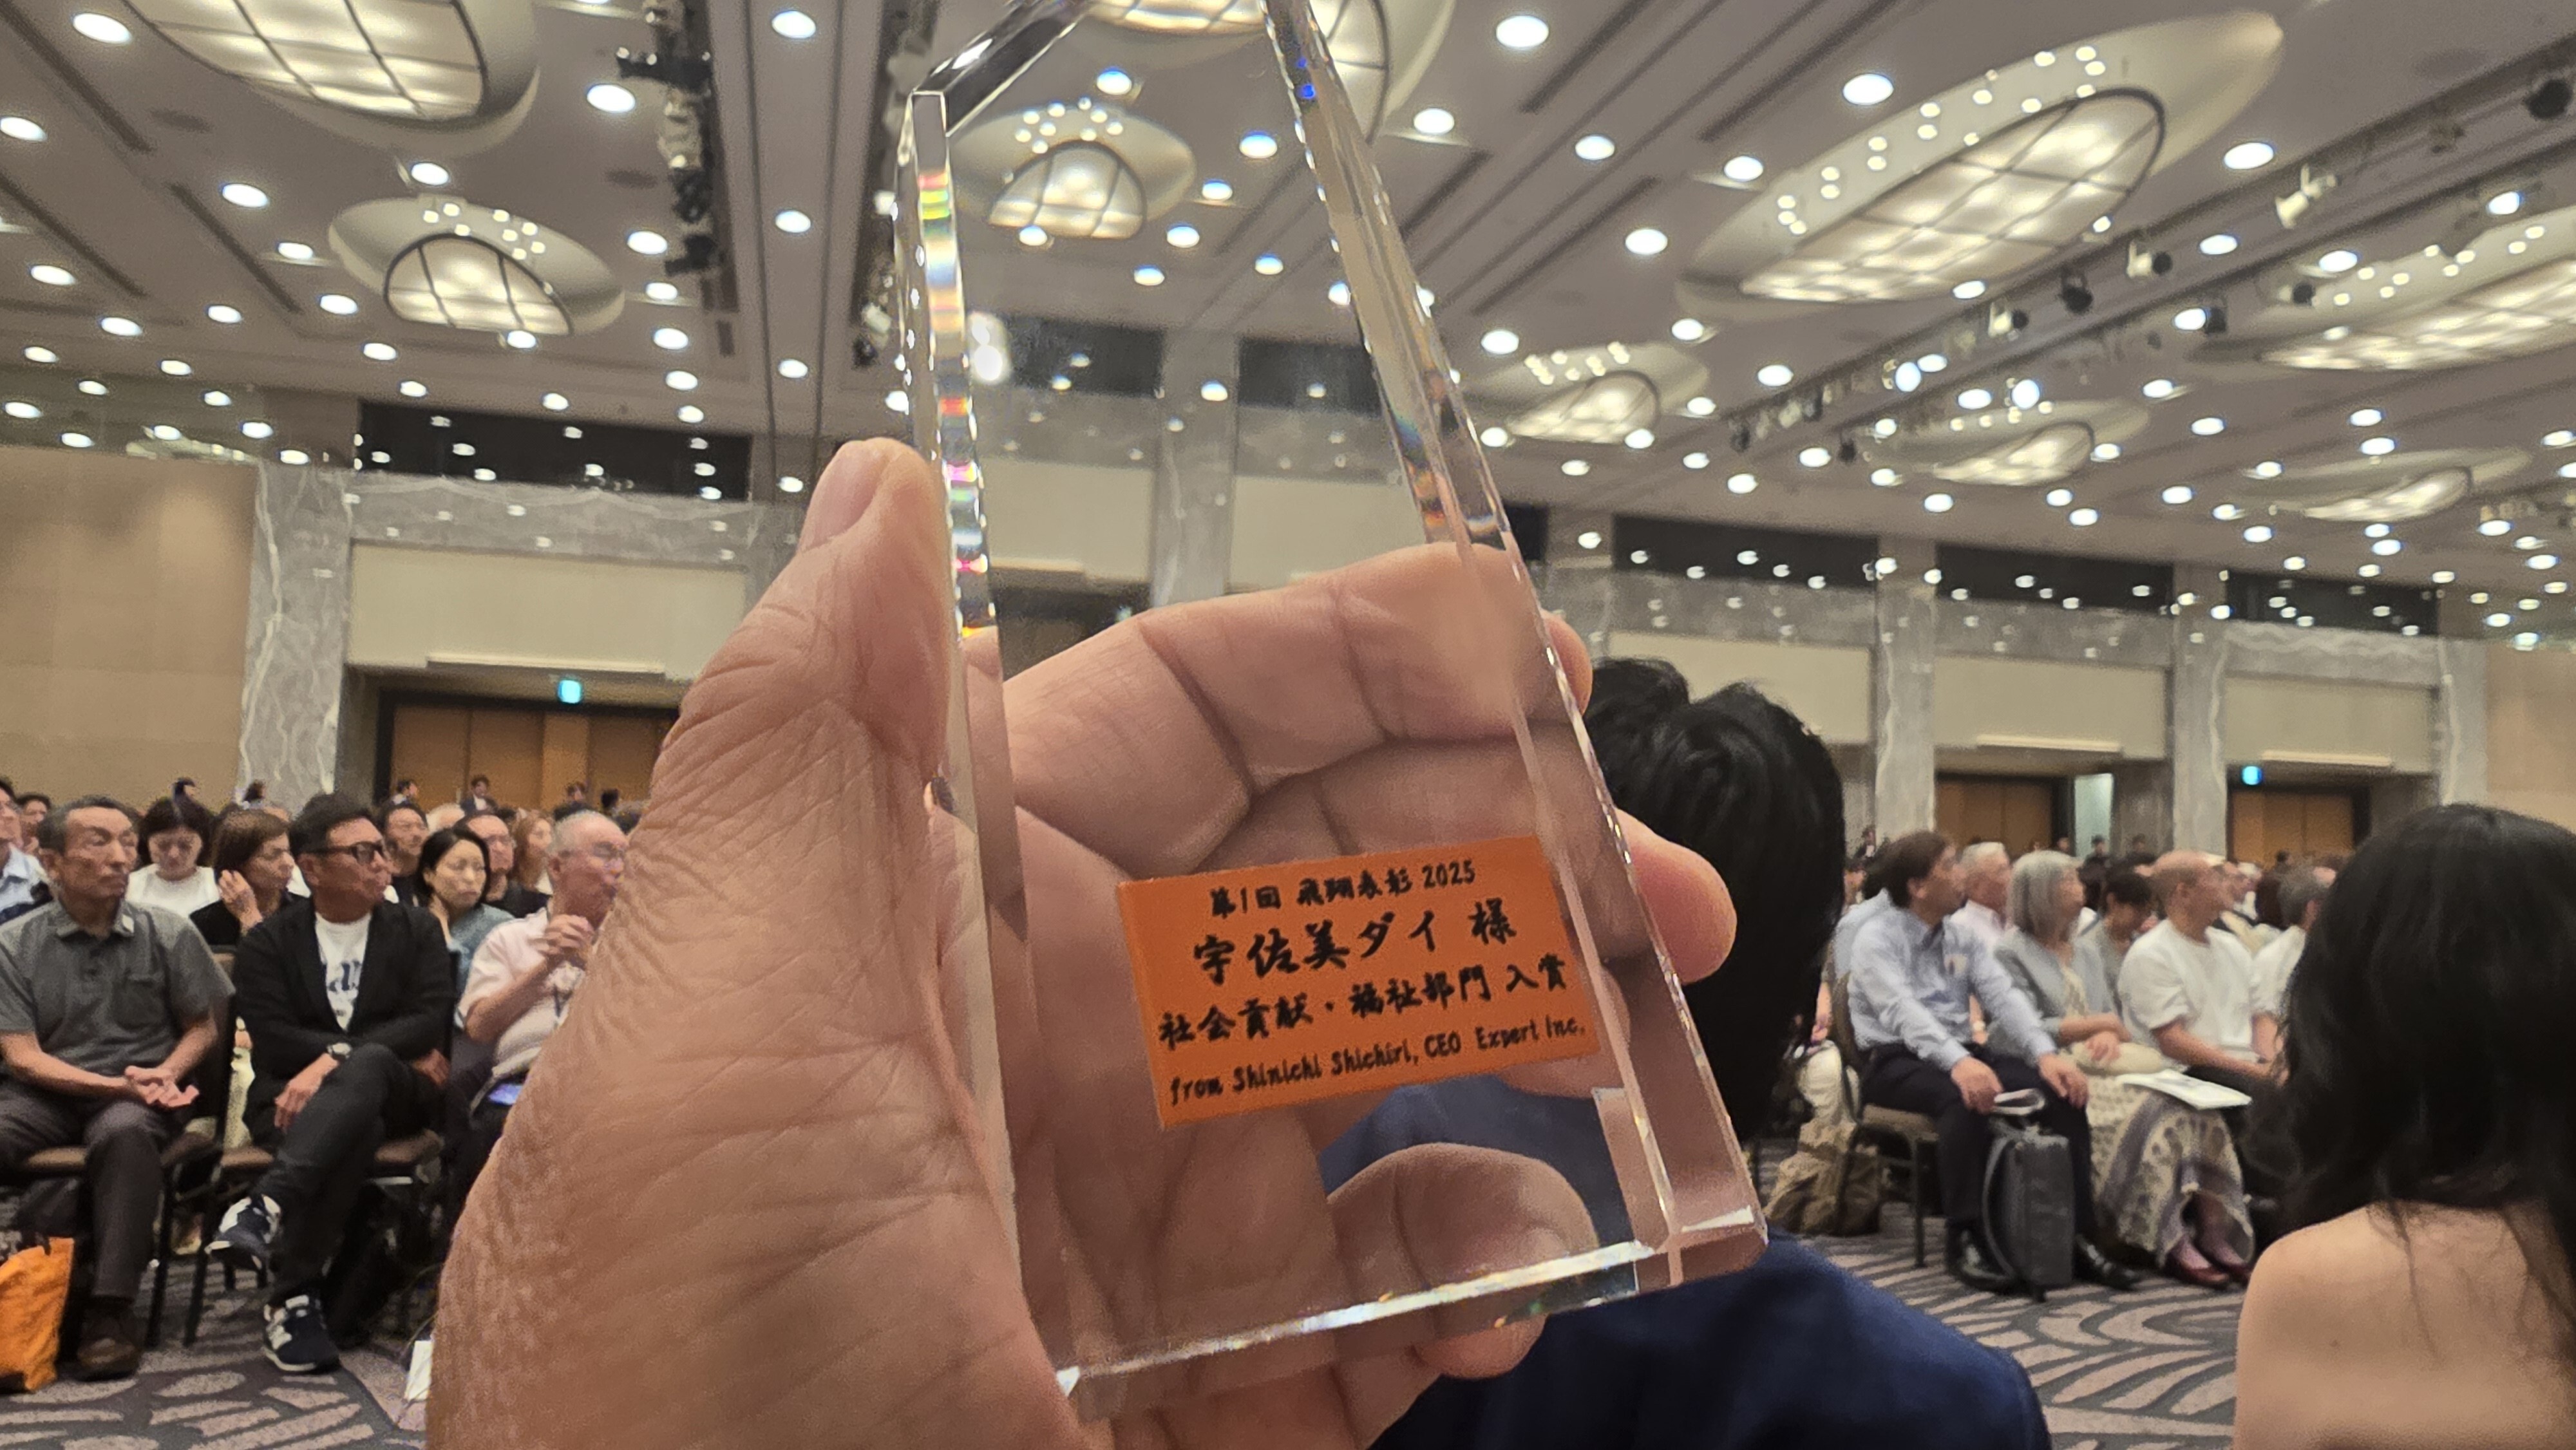 第1回 飛翔表彰 2025
宇佐美ダイ 様
社会貢献・福祉部門 入賞
from Shinichi Shichiri, CEO Expert Inc.